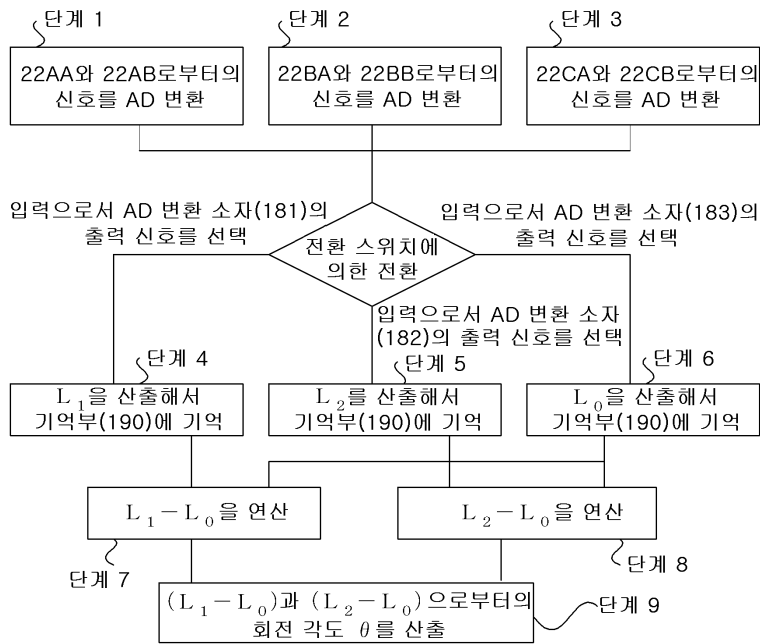 단계 1
단계 2
단계 3
22AA와 22AB로부터의
신호를 AD 변환
22BA와 22BB로부터의
신호를 AD 변환
22CA와 22CB로부터의
신호를 AD 변환
입력으로서 AD 변환 소자(181)의
출력 신호를 선택
전환 스위치에
의한 전환
입력으로서 AD 변환 소자(183)의
출력 신호를 선택
입력으로서 AD 변환 소자
(182)의 출력 신호를 선택
단계 4
단계 5
단계 6
L₁을 산출해서
기억부(190)에 기억
L₂를 산출해서
기억부(190)에 기억
L₀을 산출해서
기억부(190)에 기억
L₁－L₀을 연산
L₂－L₀을 연산
단계 7
단계 8
(L₁－L₀)과 (L₂－L₀)으로부터의
회전 각도 θ를 산출
단계 9